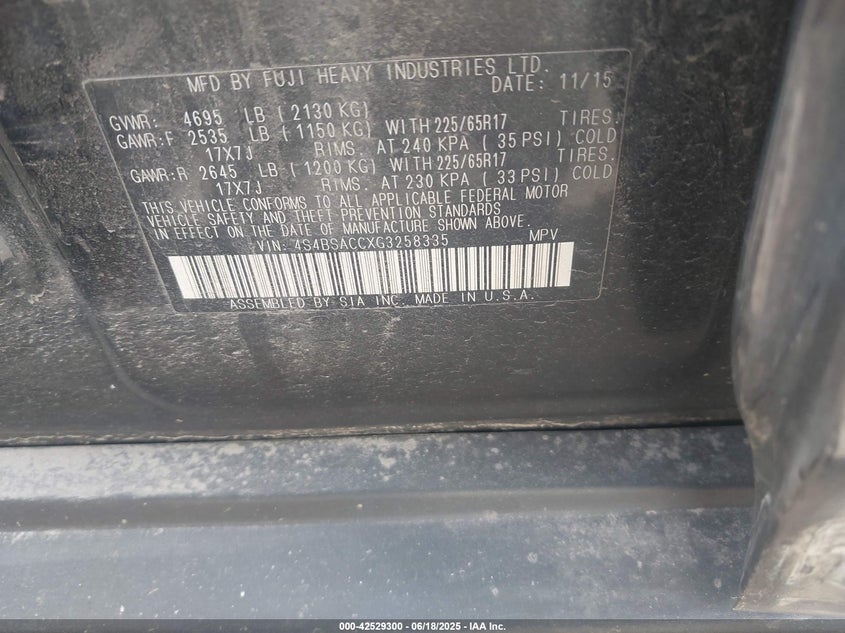 MFD BY FUJI HEAVY INDUSTRIES LTD.
DATE: 11/15
GVWR: 4695 LB ( 2130 KG)
GAWR:F 2535 LB ( 1150 KG) WITH 225/65R17 TIRES.
17X7J RIMS. AT 240 KPA ( 35 PSI) COLD
GAWR:R 2645 LB ( 1200 KG) WITH 225/65R17 TIRES.
17X7J RIMS. AT 230 KPA ( 33 PSI) COLD
THIS VEHICLE CONFORMS TO ALL APPLICABLE FEDERAL MOTOR
VEHICLE SAFETY AND THEFT PREVENTION STANDARDS
IN EFFECT ON THE DATE OF MANUFACTURE SHOWN ABOVE.
VIN: 4S4BSACCXG3258335 MPV
ASSEMBLED BY SIA INC. MADE IN U.S.A.
000-42529300 - 06/18/2025 - IAA Inc.